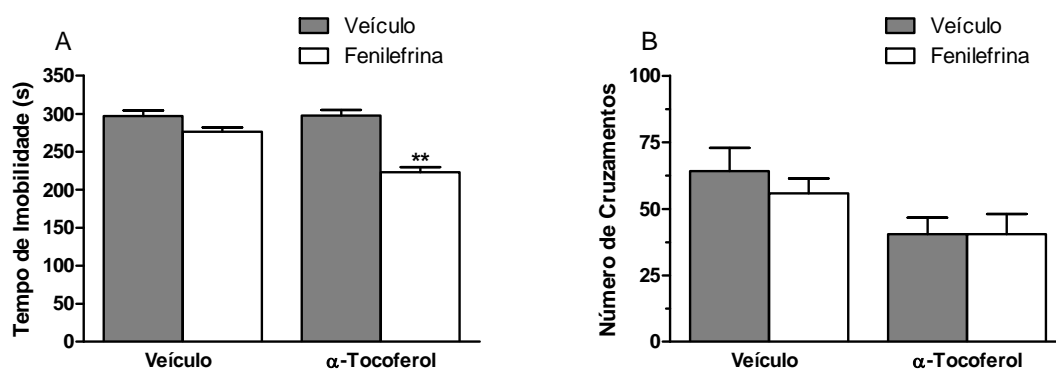 A
Veículo
Fenilefrina
Tempo de Imobilidade (s)
350
300
250
200
150
100
50
0
**
Veículo
α-Tocoferol
B
Veículo
Fenilefrina
Número de Cruzamentos
100
75
50
25
0
Veículo
α-Tocoferol